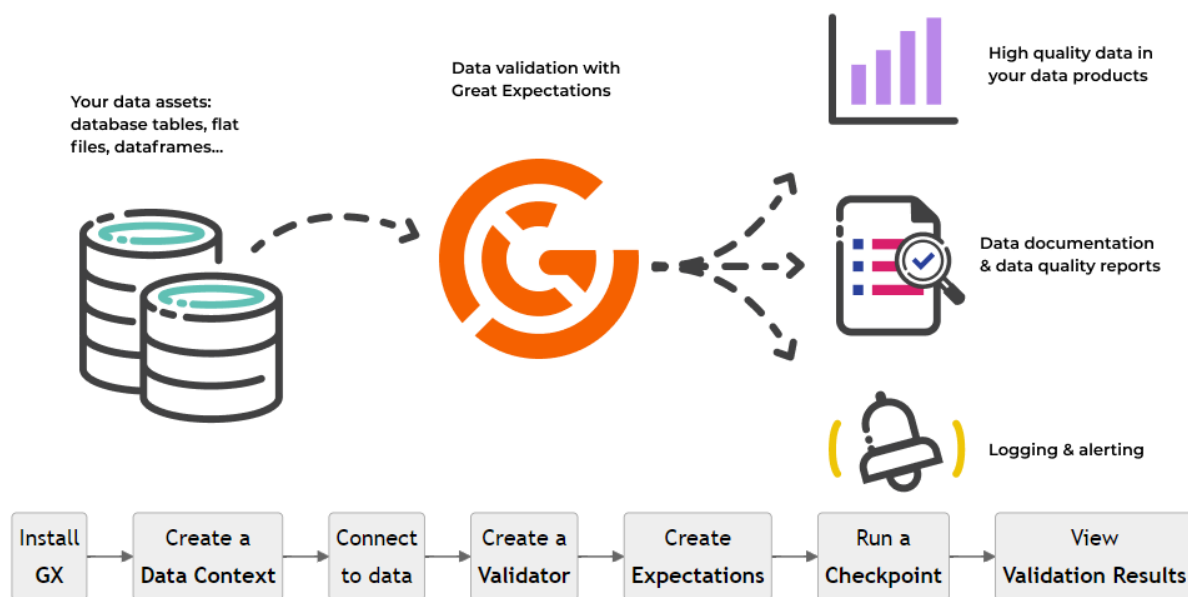 Your data assets:
database tables, flat
files, dataframes...
Data validation with
Great Expectations
High quality data in
your data products
Data documentation
& data quality reports
Logging & alerting
Install
GX
Create a
Data Context
Connect
to data
Create a
Validator
Create
Expectations
Run a
Checkpoint
View
Validation Results